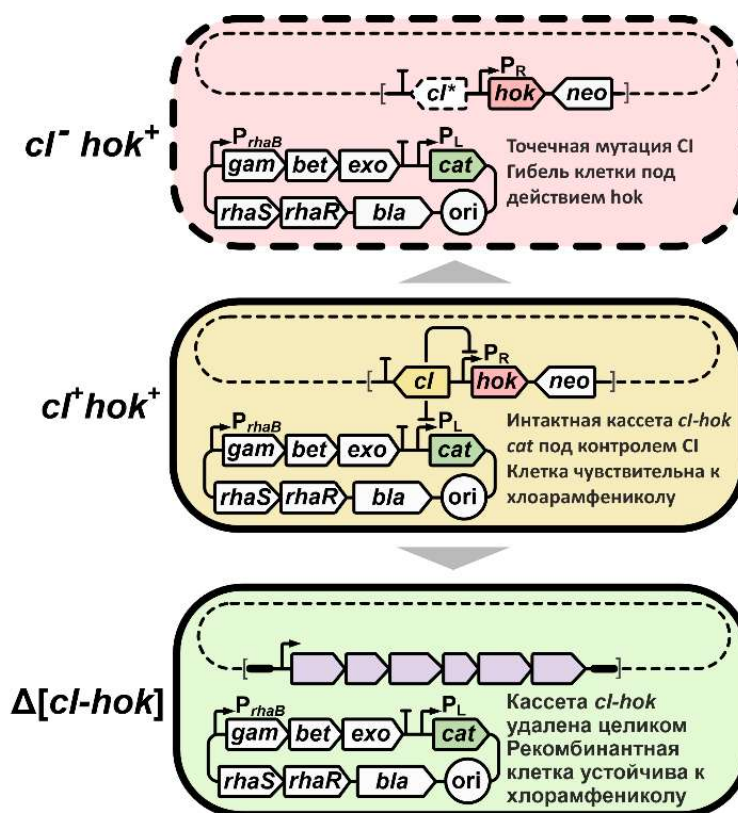 cI⁻ hok⁺
P_R
cI* hok neo
P_rhaB P_L
gam bet exo cat
rhaS rhaR bla ori
Точечная мутация CI
Гибель клетки под
действием hok
cI⁺hok⁺
P_R
cI hok neo
P_rhaB P_L
gam bet exo cat
rhaS rhaR bla ori
Интактная кассета cI-hok
cat под контролем CI
Клетка чувствительна к
хлоарамфениколу
Δ[cI-hok]
P_rhaB P_L
gam bet exo cat
rhaS rhaR bla ori
Кассета cI-hok
удалена целиком
Рекомбинантная
клетка устойчива к
хлорамфениколу